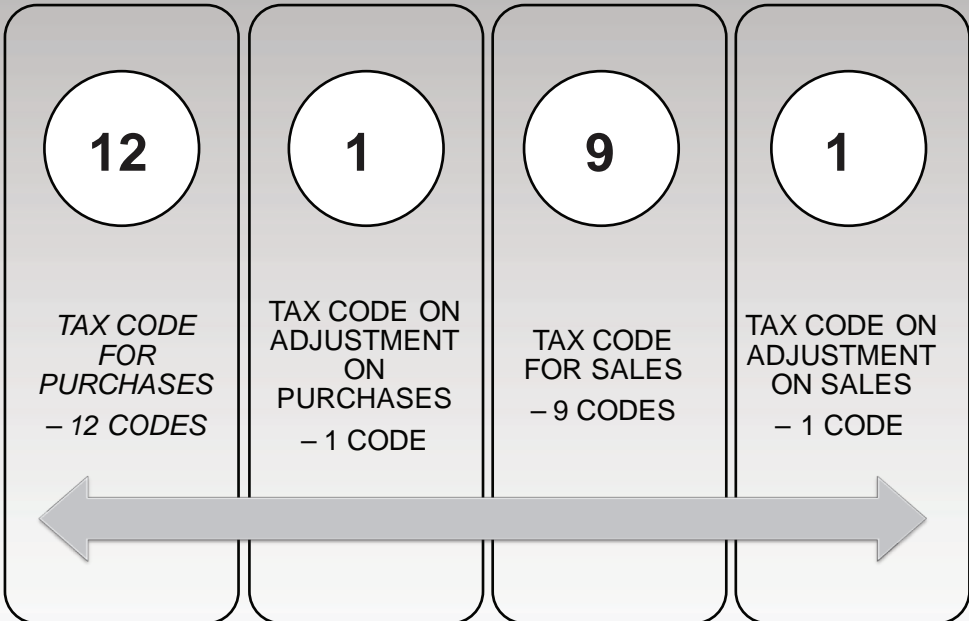 12
TAX CODE
FOR
PURCHASES
– 12 CODES
1
TAX CODE ON
ADJUSTMENT
ON
PURCHASES
– 1 CODE
9
TAX CODE
FOR SALES
– 9 CODES
1
TAX CODE ON
ADJUSTMENT
ON SALES
– 1 CODE